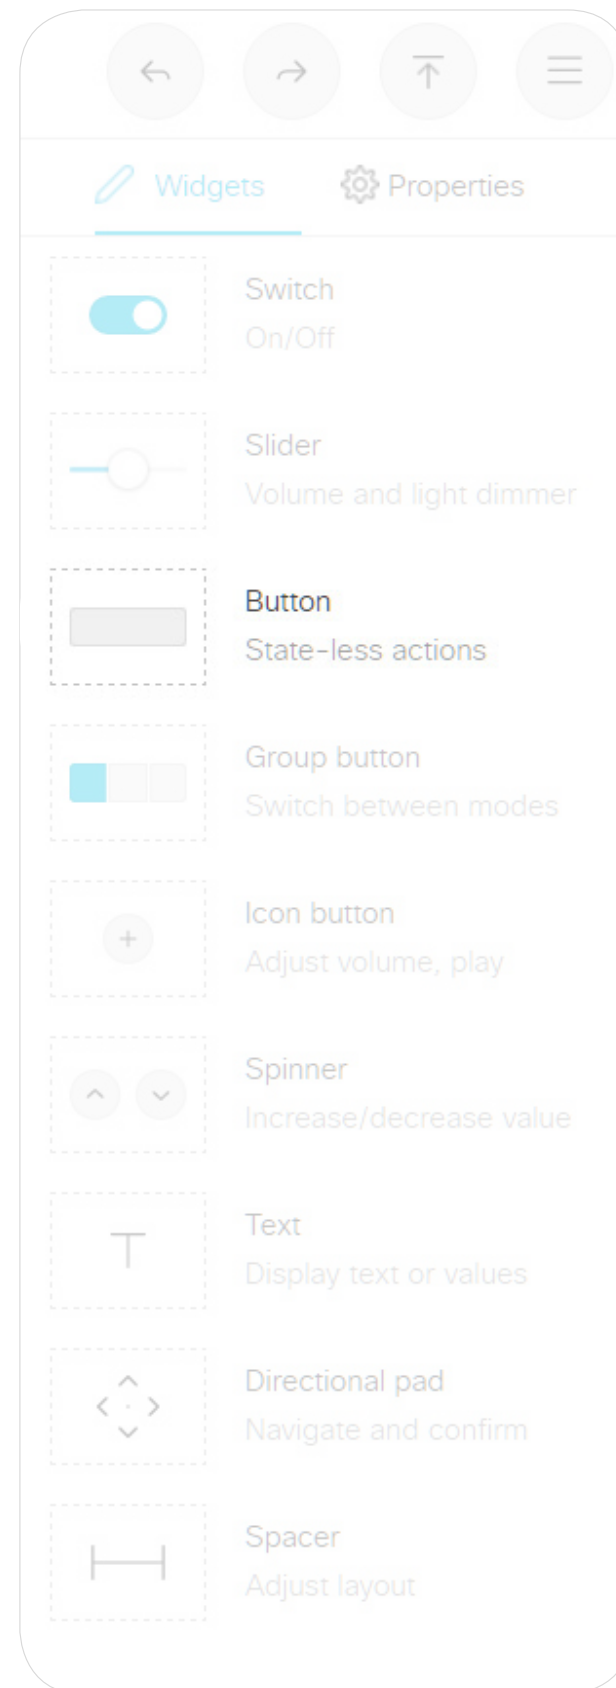 Widgets
Properties
Switch
On/Off
Slider
Volume and light dimmer
Button
State-less actions
Group button
Switch between modes
Icon button
Adjust volume, play
Spinner
Increase/decrease value
Text
Display text or values
Directional pad
Navigate and confirm
Spacer
Adjust layout